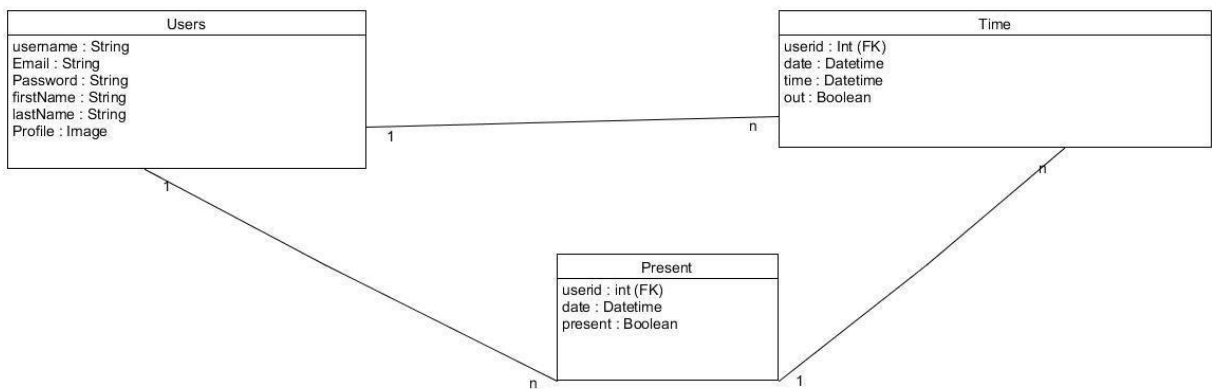 Users
username : String
Email : String
Password : String
firstName : String
lastName : String
Profile : Image
1
1
Time
userid : Int (FK)
date : Datetime
time : Datetime
out : Boolean
n
n
Present
userid : int (FK)
date : Datetime
present : Boolean
n
1